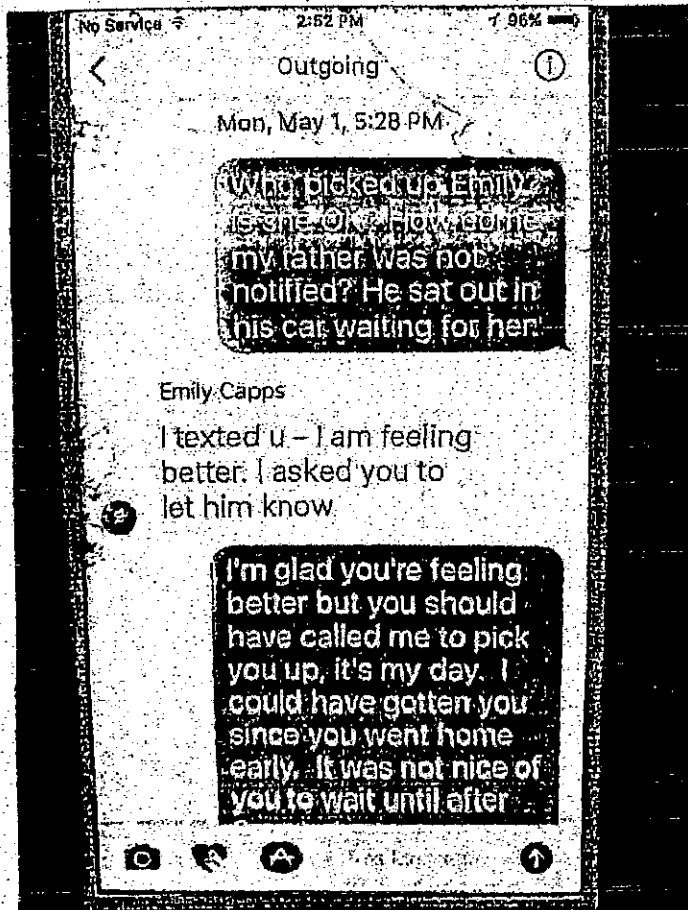 No Service 2:52 PM 96%
Outgoing
Mon, May 1, 5:28 PM
Who picked up Emily?
Is she OK? How come
my father was not
notified? He sat out in
his car waiting for her.
Emily Capps
I texted u – I am feeling
better. I asked you to
let him know
I'm glad you're feeling
better but you should
have called me to pick
you up, it's my day. I
could have gotten you
since you went home
early. It was not nice of
you to wait until after